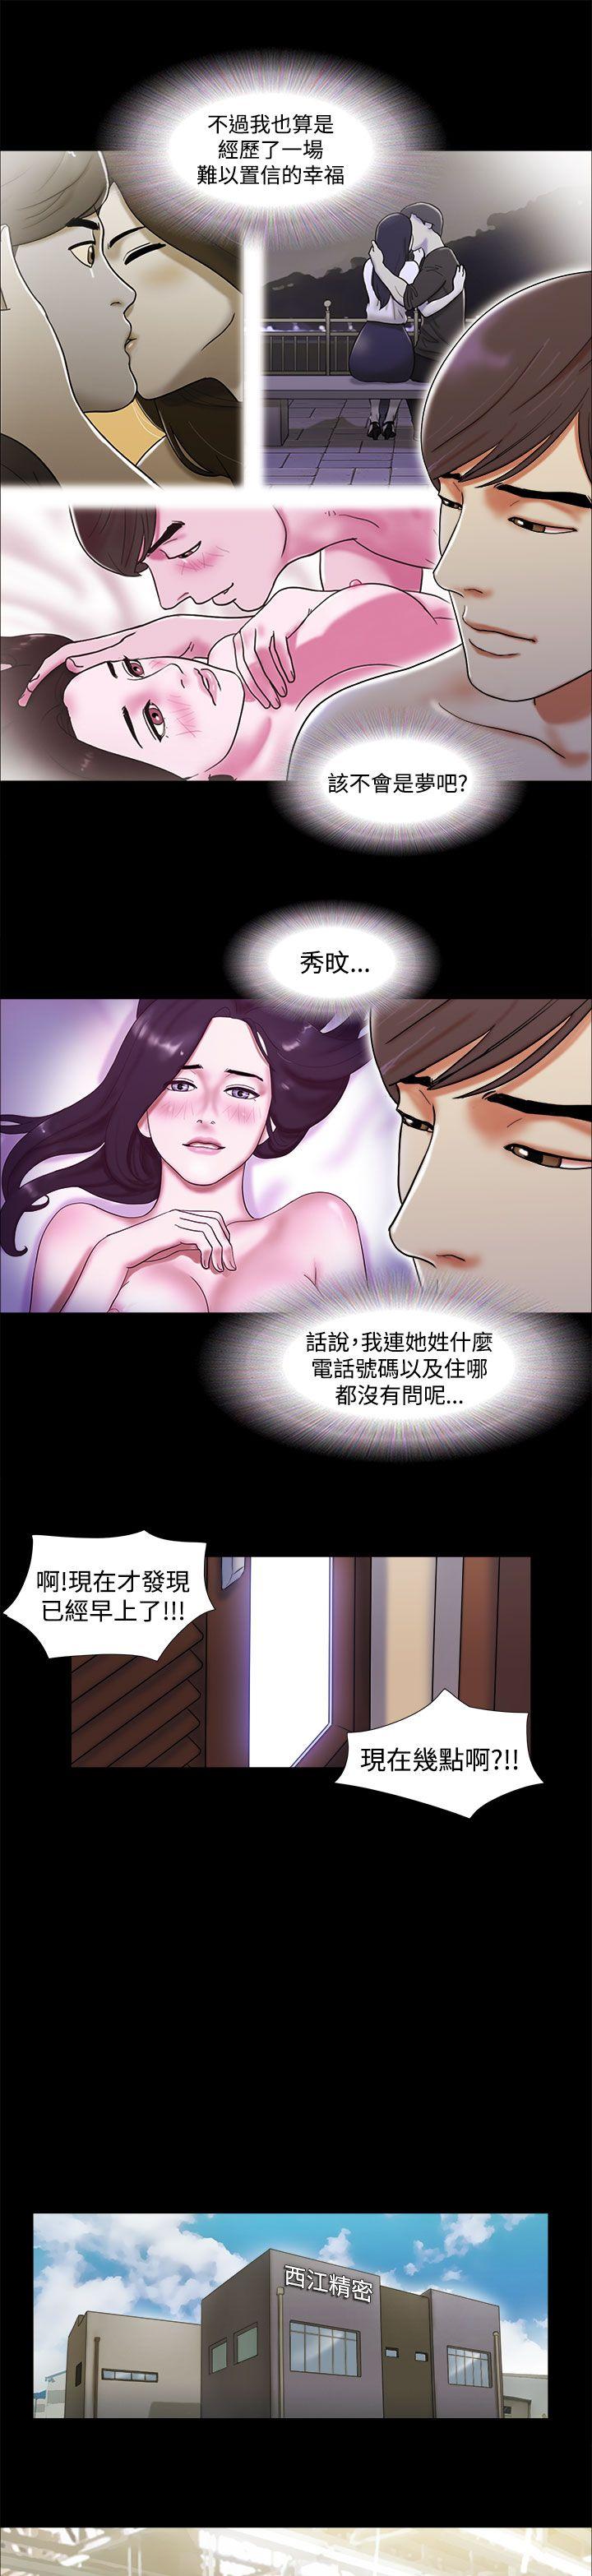 不過我也算是
經歷了一場
難以置信的幸福
該不會是夢吧?
秀旼...
話說,我連她姓什麼
電話號碼以及住哪
都沒有問呢...
啊!現在才發現
已經早上了!!!
現在幾點啊?!!
西江精密